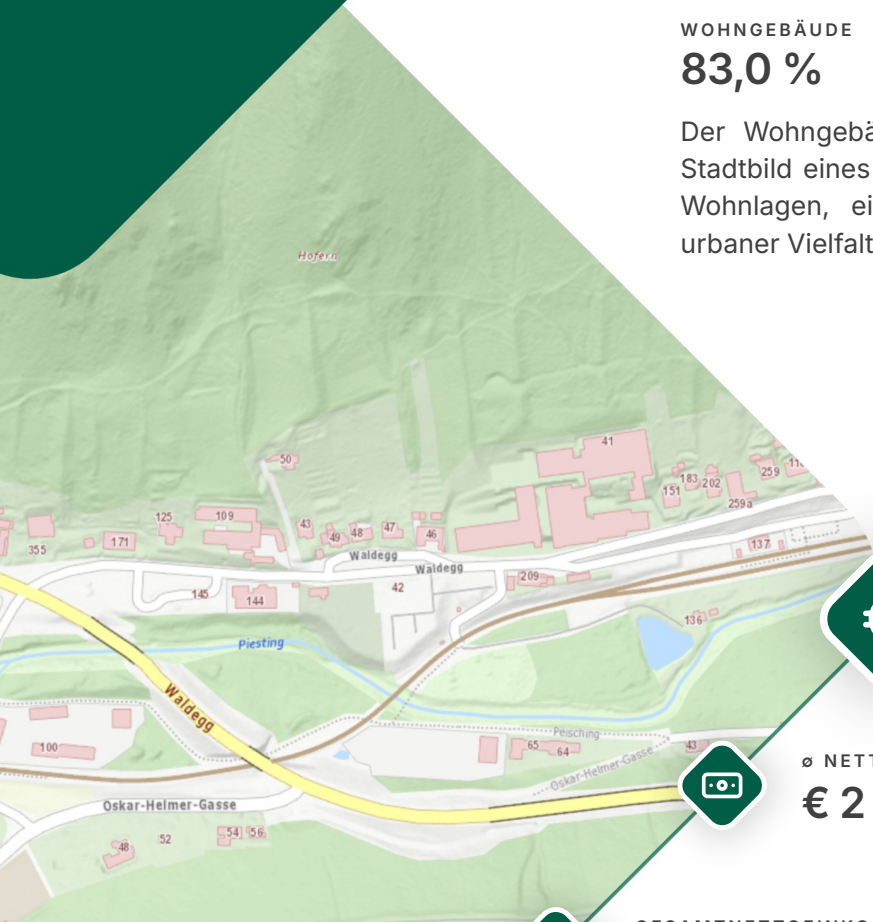 WOHNGEBÄUDE
83,0 %
Der Wohngebä
Stadtbild eines
Wohnlagen, ei
urbaner Vielfalt
Hofern
41
50
183
202
151
259
259a
125
109
43
49
48
47
46
355
171
Waldegg
Waldegg
137
209
42
145
144
136
Piesting
Waldegg
100
Peisching
65
64
43
Oskar-Helmer-Gasse
Oskar-Helmer-Gasse
54
56
52
48
ø NETT
€ 2